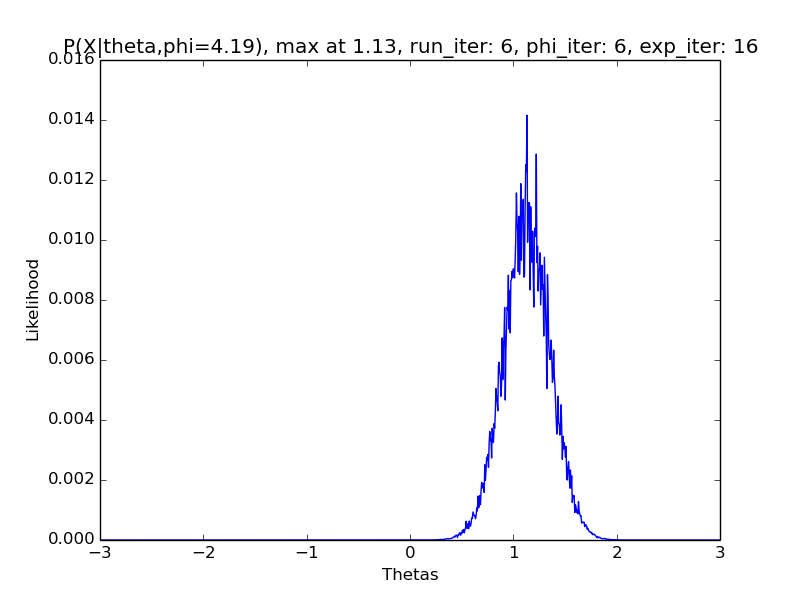 P(X|theta,phi=4.19), max at 1.13, run_iter: 6, phi_iter: 6, exp_iter: 16
0.016
0.014
0.012
0.010
0.008
0.006
0.004
0.002
0.000
Likelihood
−3 −2 −1 0 1 2 3
Thetas